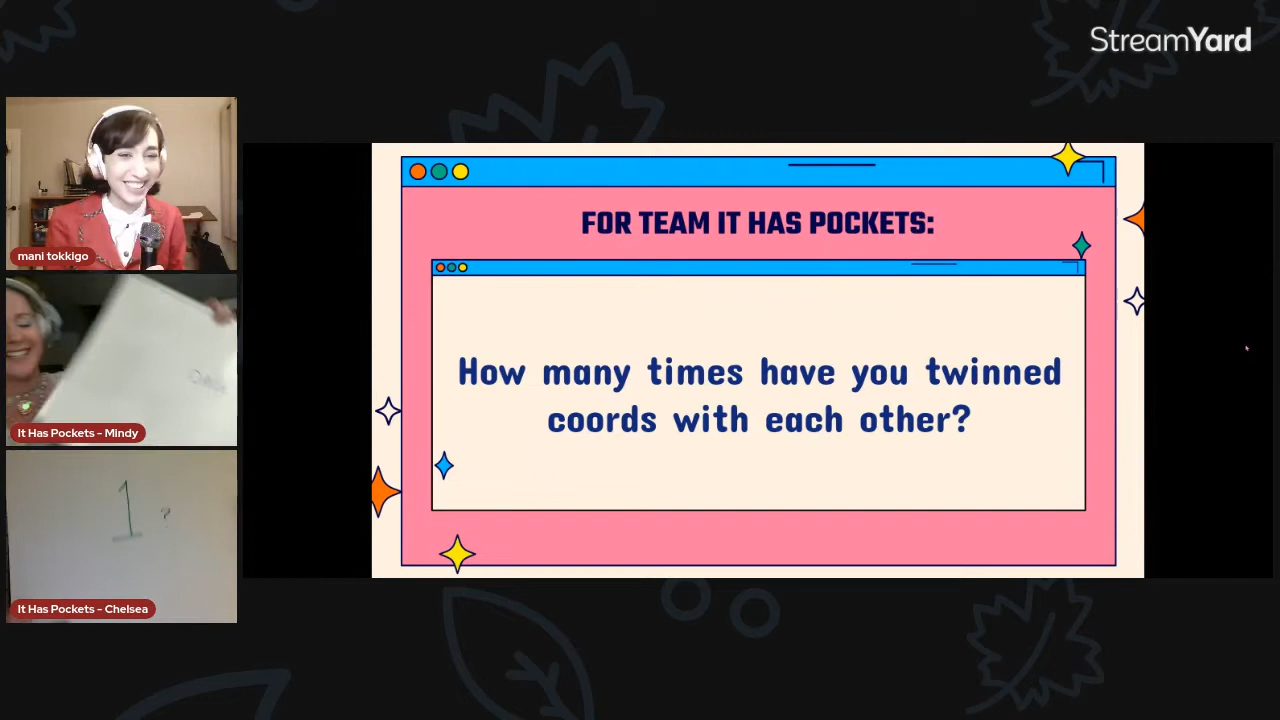 StreamYard
mani tokkigo
It Has Pockets - Mindy
1 ?
It Has Pockets - Chelsea
FOR TEAM IT HAS POCKETS:
How many times have you twinned
coords with each other?